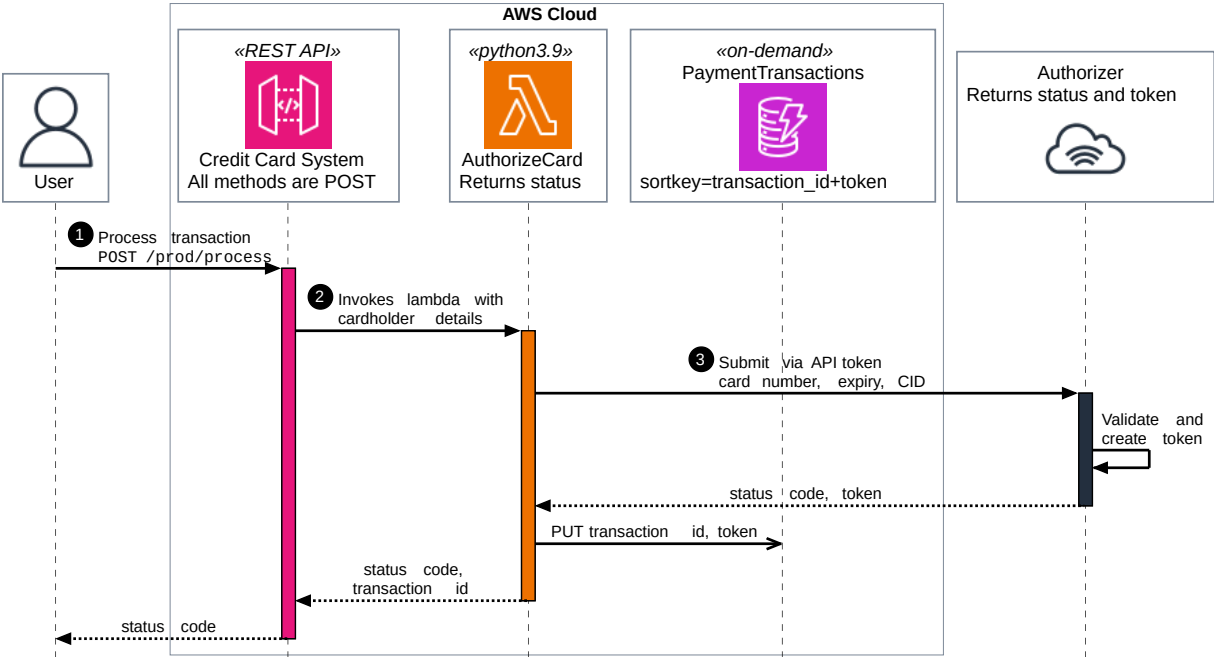 AWS Cloud
«REST API»
Credit Card System
All methods are POST
«python3.9»
AuthorizeCard
Returns status
«on-demand»
PaymentTransactions
sortkey=transaction_id+token
Authorizer
Returns status and token
User
1 Process transaction
POST /prod/process
2 Invokes lambda with
cardholder details
3 Submit via API token
card number, expiry, CID
Validate and
create token
status code, token
PUT transaction id, token
status code,
transaction id
status code